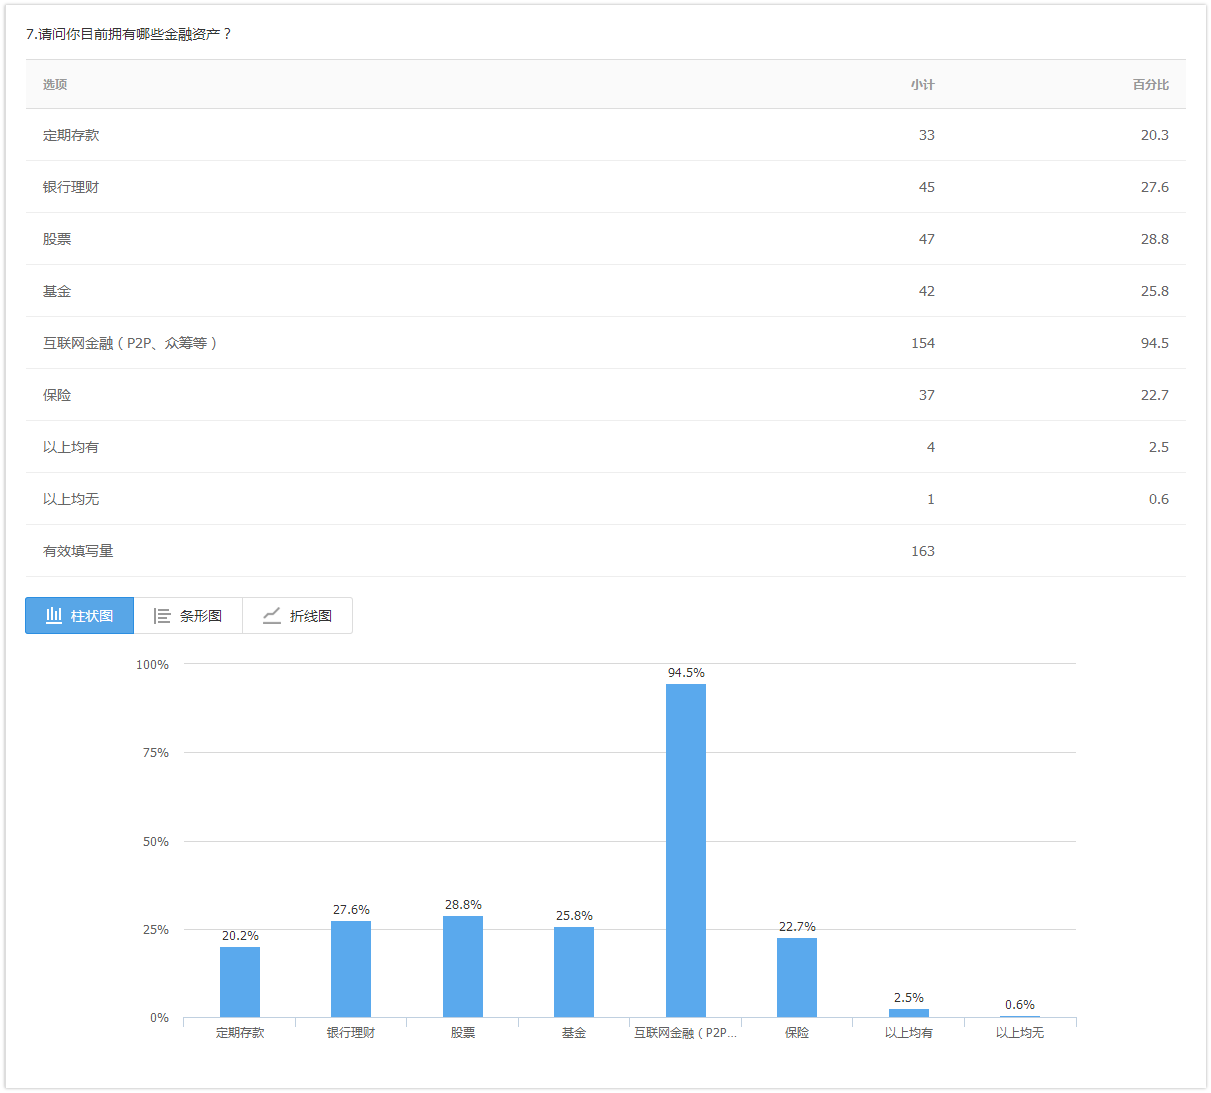 7.请问你目前拥有哪些金融资产？
选项 小计 百分比
定期存款 33 20.3
银行理财 45 27.6
股票 47 28.8
基金 42 25.8
互联网金融（P2P、众筹等） 154 94.5
保险 37 22.7
以上均有 4 2.5
以上均无 1 0.6
有效填写量 163
柱状图 条形图 折线图
100%
94.5%
75%
50%
28.8%
27.6%
25.8%
22.7%
25%
20.2%
2.5%
0.6%
0%
定期存款 银行理财 股票 基金 互联网金融（P2P... 保险 以上均有 以上均无